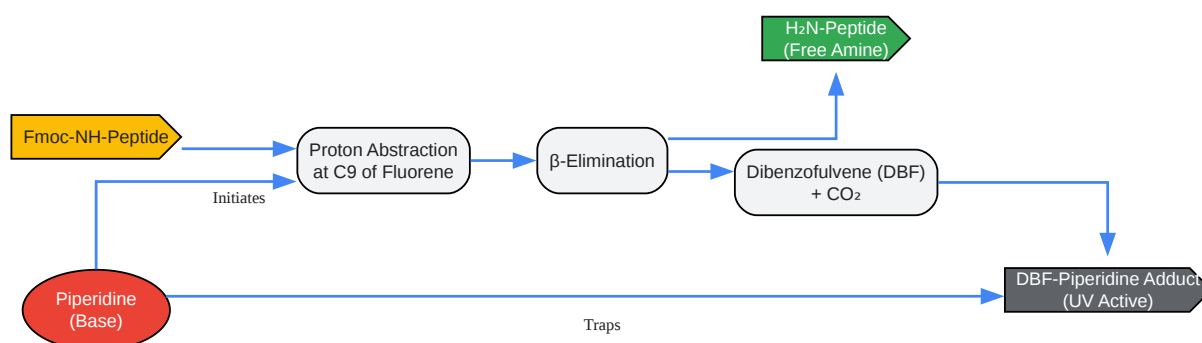 H₂N-Peptide
(Free Amine)
Fmoc-NH-Peptide
Proton Abstraction
at C9 of Fluorene
β-Elimination
Dibenzofulvene (DBF)
+ CO₂
Initiates
Piperidine
(Base)
DBF-Piperidine Adduct
(UV Active)
Traps